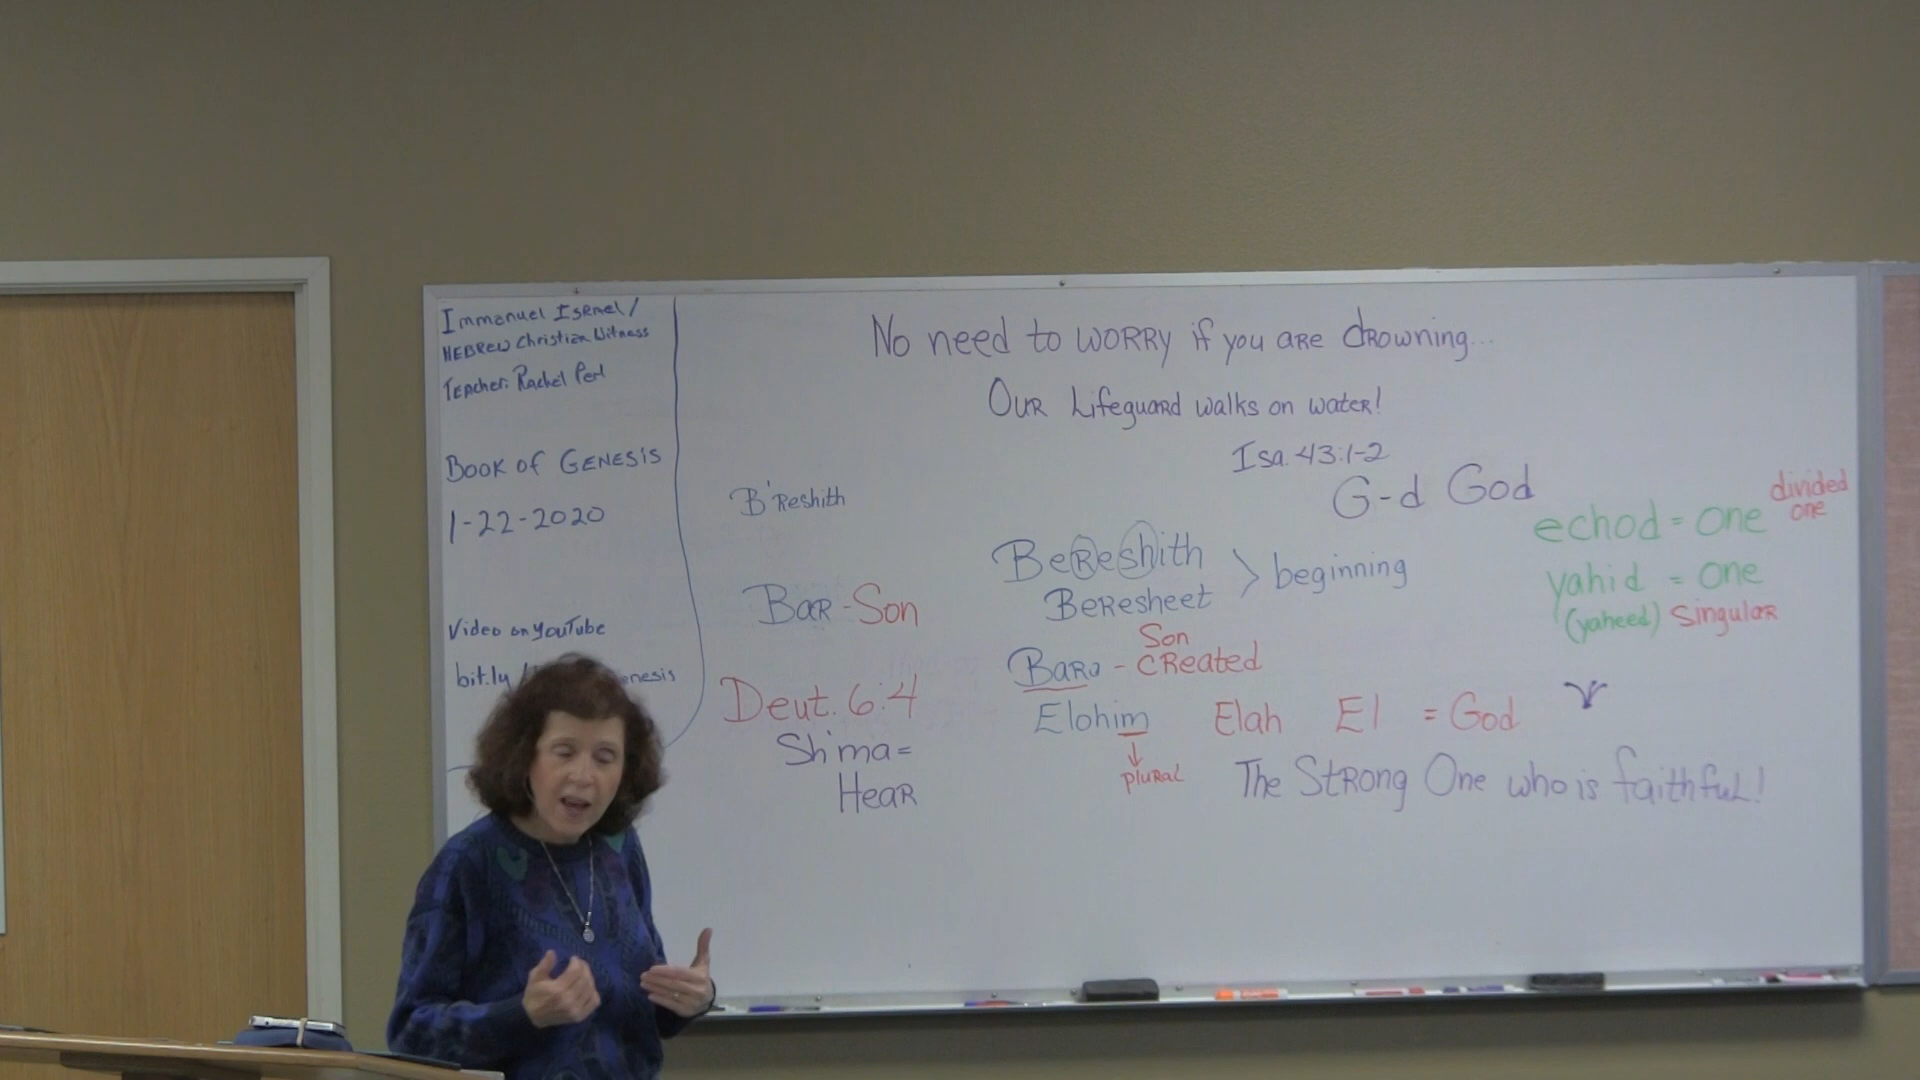 Immanuel Israel/
HEBREW Christian Witness
Teacher: Rachel Perl
BOOK of GENESIS
1-22-2020
Video on YouTube
bit.ly/
enesis
No need to WORRY if you are drowning...
OUR Lifeguard walks on water!
Isa. 43:1-2
G-d God
B'Reshith
BeReshith
BeResheet
> beginning
BaR - Son
Son
BaRa - CReated
Deut. 6:4
Sh'ma =
HeaR
Elohim Elah El = God
plural
The StRong One who is faithful!
echod = one
divided
one
yahid = one
(yaheed) Singular